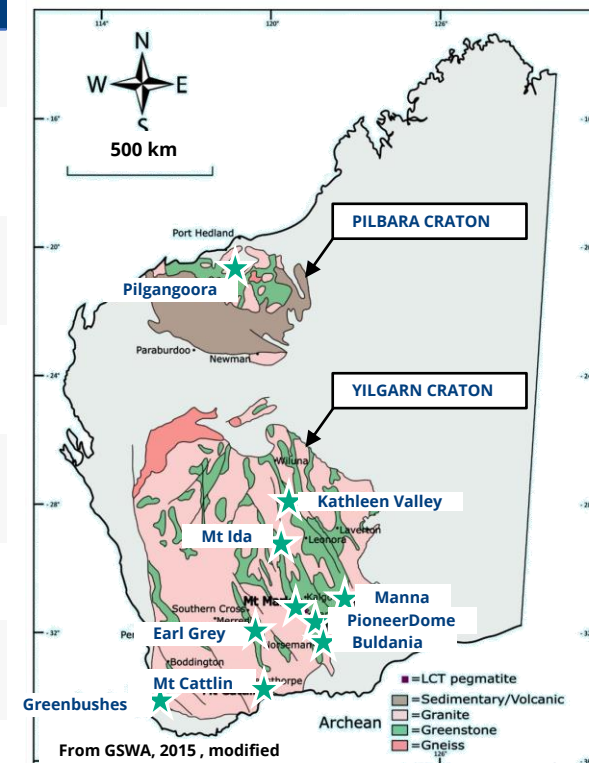 114°
120°
126°
N
W E
S
500 km
-16°
-20°
-24°
-28°
-32°
PILBARA CRATON
Port Hedland
Pilgangoora
Paraburdoo
Newman
YILGARN CRATON
Wiluna
Kathleen Valley
Laverton
Mt Ida
Leonora
Manna
Southern Cross
PioneerDome
Earl Grey
Buldania
Boddington
Mt Cattlin
Greenbushes
=LCT pegmatite
=Sedimentary/Volcanic
Archean
=Granite
=Greenstone
=Gneiss
From GSWA, 2015 , modified
126°